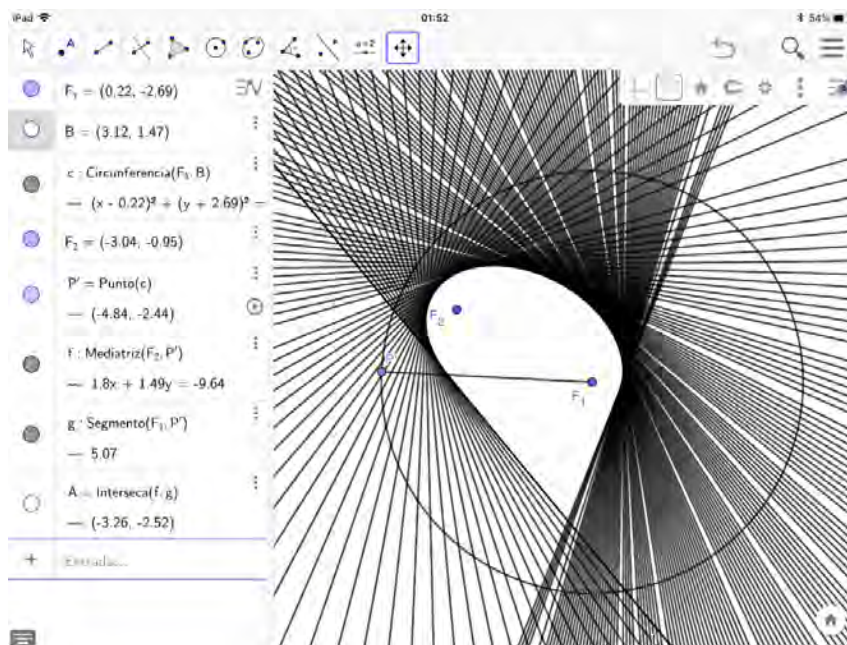 iPad
01:52
54%
A
a=2
F₁ = (0.22, -2.69)
B = (3.12, 1.47)
c : Circunferencia(F₁, B)
— (x - 0.22)² + (y + 2.69)² =
F₂ = (-3.04, -0.95)
P' = Punto(c)
— (-4.84, -2.44)
f : Mediatriz(F₂, P')
— 1.8x + 1.49y = -9.64
g : Segmento(F₁, P')
— 5.07
A = Interseca(f, g)
— (-3.26, -2.52)
+ Entrada...
F₂
F₁